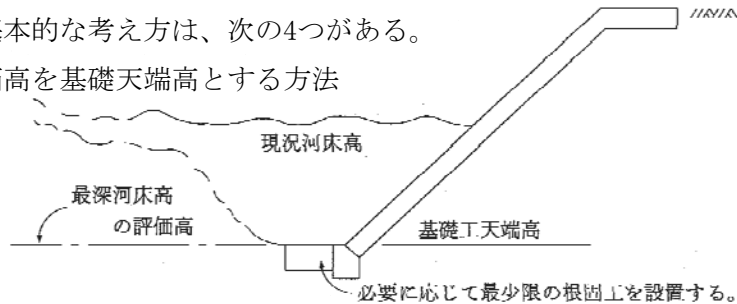 基本的な考え方は、次の4つがある。
価高を基礎天端高とする方法
現況河床高
最深河床高
の評価高
基礎工天端高
必要に応じて最少限の根固工を設置する。